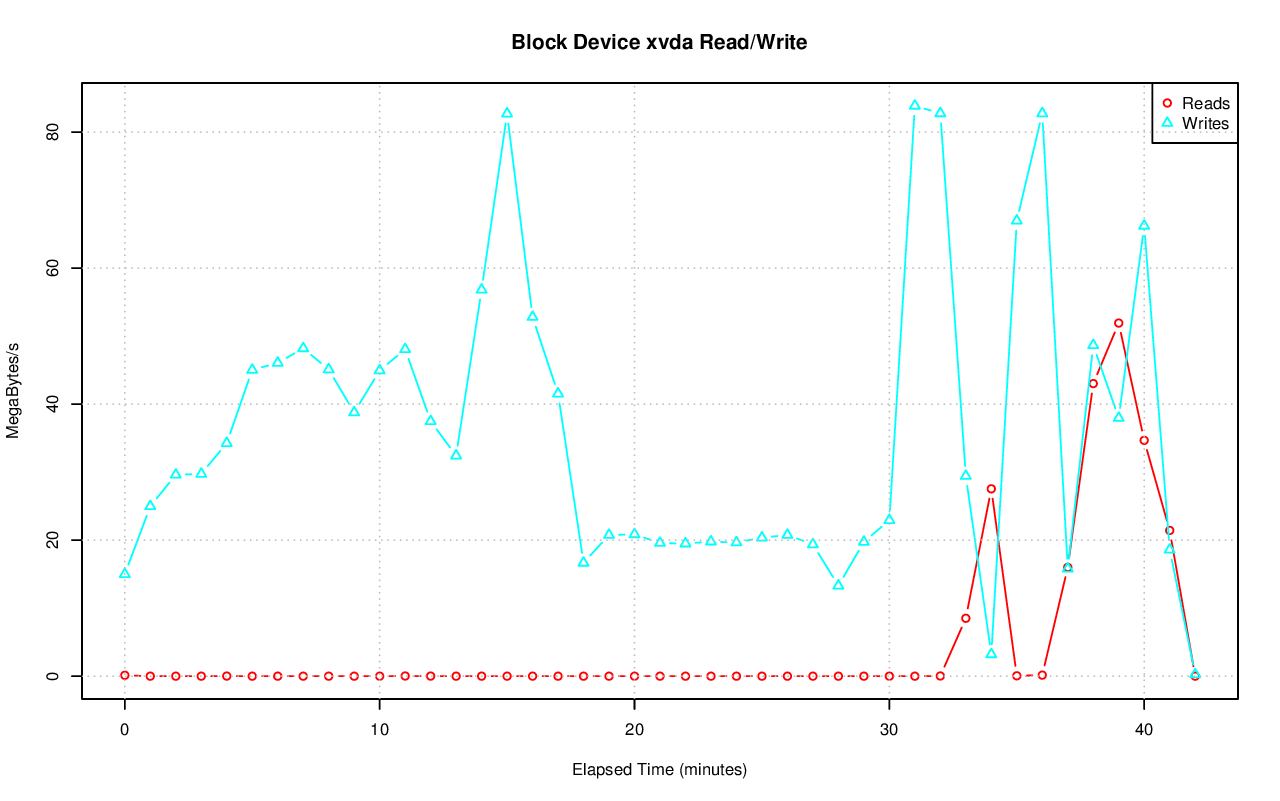 Block Device xvda Read/Write
Reads
Writes
MegaBytes/s
80
60
40
20
0
0 10 20 30 40
Elapsed Time (minutes)